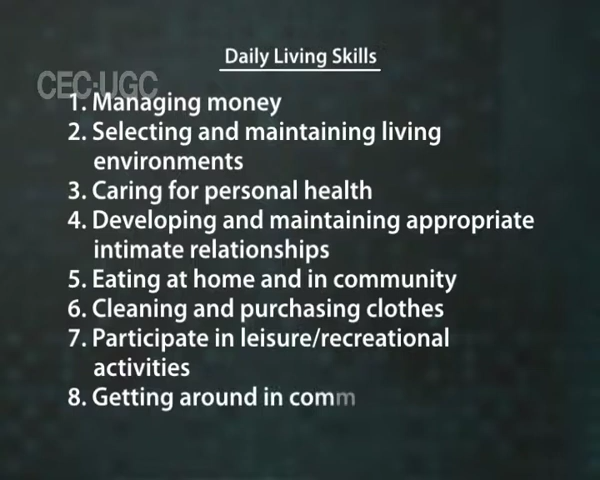 Daily Living Skills
CEC-UGC
1. Managing money
2. Selecting and maintaining living
environments
3. Caring for personal health
4. Developing and maintaining appropriate
intimate relationships
5. Eating at home and in community
6. Cleaning and purchasing clothes
7. Participate in leisure/recreational
activities
8. Getting around in comm